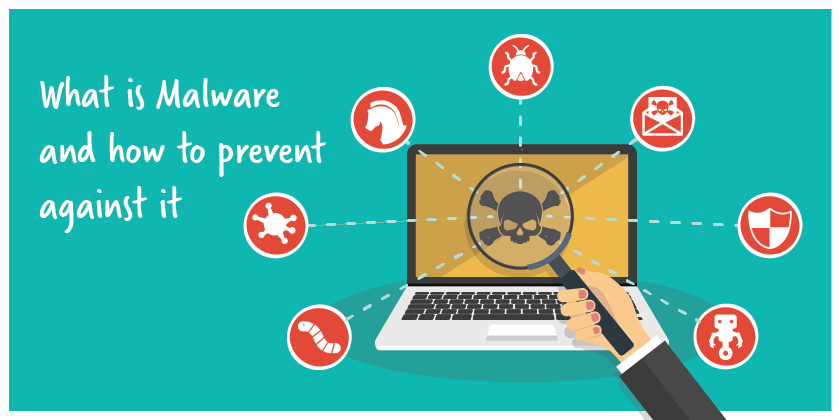 What is Malware
and how to prevent
against it